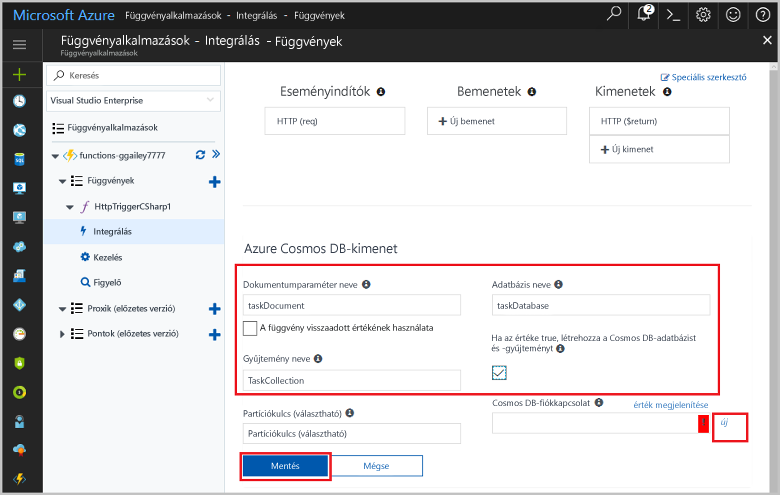 Microsoft Azure Függvényalkalmazások - Integrálás - Függvények
2
Függvényalkalmazások - Integrálás - Függvények
Függvényalkalmazások
Keresés
Visual Studio Enterprise
Függvényalkalmazások
functions-ggailey7777
Függvények
HttpTriggerCSharp1
Integrálás
Kezelés
Figyelő
Proxik (előzetes verzió)
Pontok (előzetes verzió)
Speciális szerkesztő
Eseményindítók
Bemenetek
Kimenetek
HTTP (req)
Új bemenet
HTTP ($return)
Új kimenet
Azure Cosmos DB-kimenet
Dokumentumparaméter neve
taskDocument
A függvény visszaadott értékének használata
Gyűjtemény neve
TaskCollection
Adatbázis neve
taskDatabase
Ha az értéke true, létrehozza a Cosmos DB-adatbázist
és -gyűjteményt
Partíciókulcs (választható)
Partíciókulcs (választható)
Cosmos DB-fiókkapcsolat
érték megjelenítése
új
Mentés
Mégse